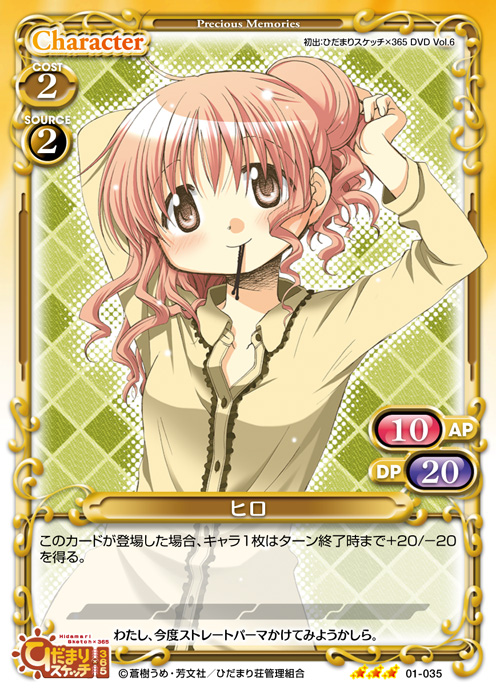 Precious Memories
Character
初出:ひだまりスケッチ×365 DVD Vol.6
COST
2
SOURCE
2
10 AP
DP 20
ヒロ
このカードが登場した場合、キャラ1枚はターン終了時まで+20/−20
を得る。
わたし、今度ストレートパーマかけてみようかしら。
Hidamari
Sketch×365
ひだまり
スケッチ
×365
©蒼樹うめ・芳文社/ひだまり荘管理組合
01-035